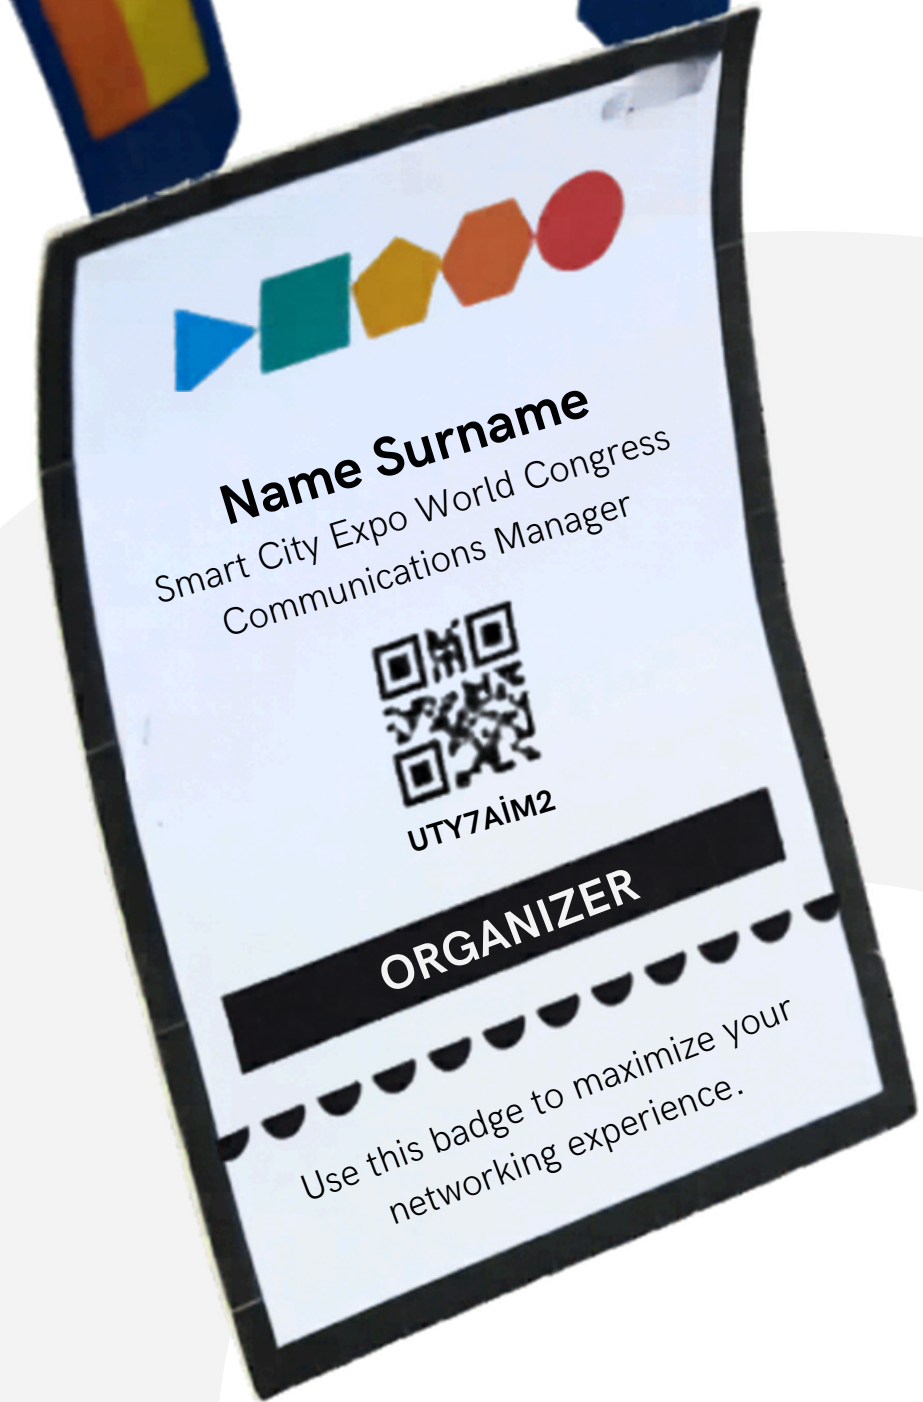 Name Surname
Smart City Expo World Congress
Communications Manager
UTY7AİM2
ORGANIZER
Use this badge to maximize your
networking experience.